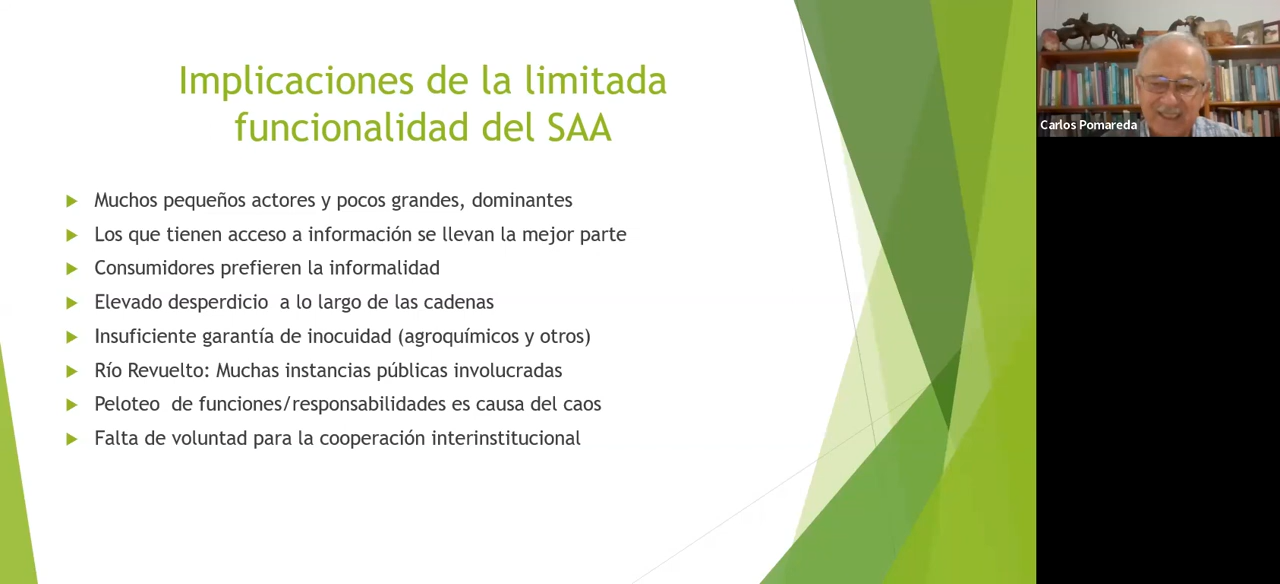 Implicaciones de la limitada
funcionalidad del SAA
Muchos pequeños actores y pocos grandes, dominantes
Los que tienen acceso a información se llevan la mejor parte
Consumidores prefieren la informalidad
Elevado desperdicio  a lo largo de las cadenas
Insuficiente garantía de inocuidad (agroquímicos y otros)
Río Revuelto: Muchas instancias públicas involucradas
Peloteo  de funciones/responsabilidades es causa del caos
Falta de voluntad para la cooperación interinstitucional
Carlos Pomareda